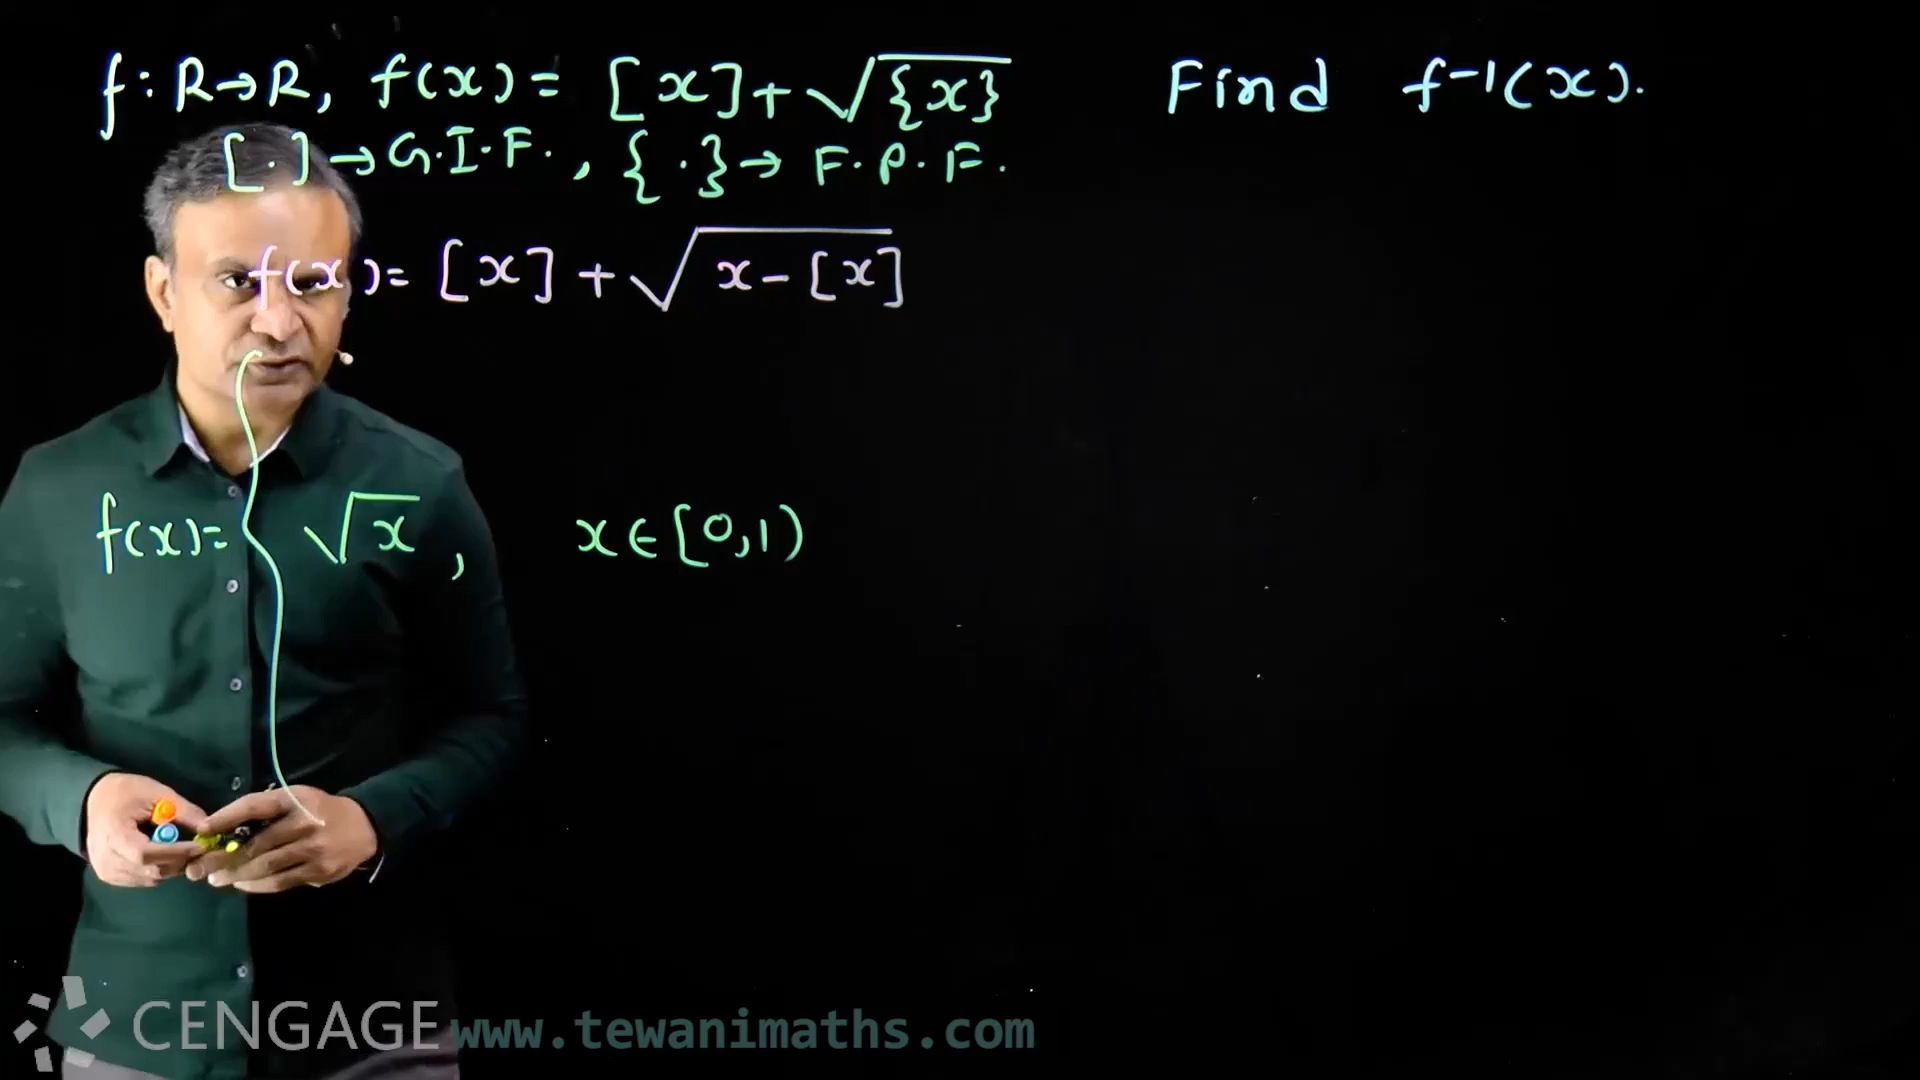 f : R→R, f(x) = [x] + √{x} Find f⁻¹(x).
[·] → G.I.F. , {·} → F.P.F.
f(x) = [x] + √(x-[x])
f(x) = { √x , x ∈ [0,1)
CENGAGE www.tewanimaths.com